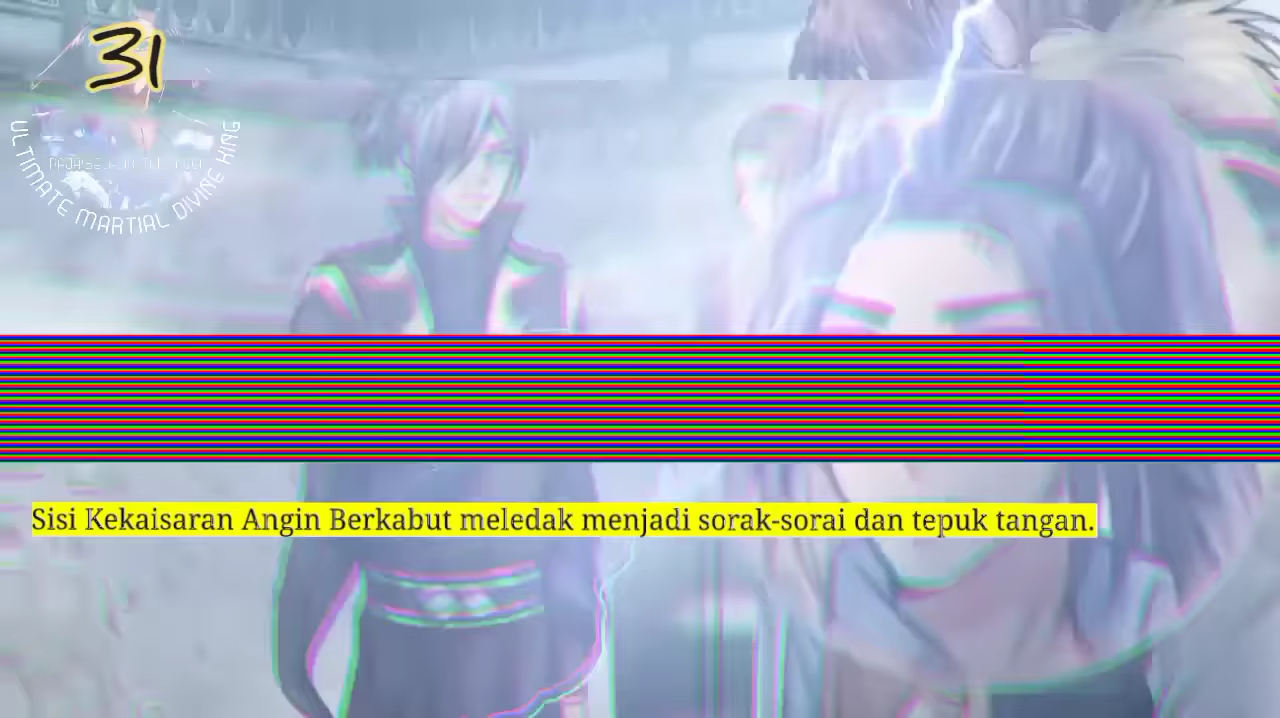 31
ULTIMATE MARTIAL DIVINE KING
Sisi Kekaisaran Angin Berkabut meledak menjadi sorak-sorai dan tepuk tangan.